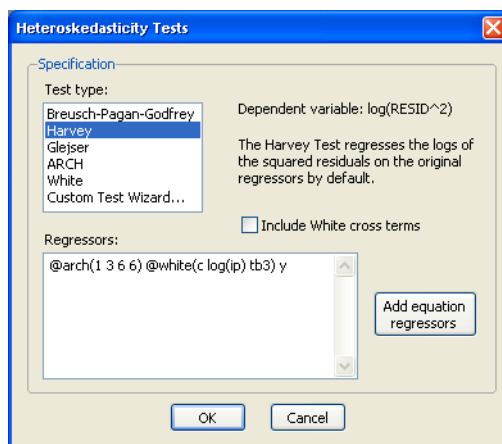 Heteroskedasticity Tests
Specification
Test type:
Breusch-Pagan-Godfrey
Harvey
Glejser
ARCH
White
Custom Test Wizard...
Dependent variable: log(RESID^2)
The Harvey Test regresses the logs of
the squared residuals on the original
regressors by default.
Include White cross terms
Regressors:
@arch(1 3 6 6) @white(c log(ip) tb3) y
Add equation
regressors
OK
Cancel